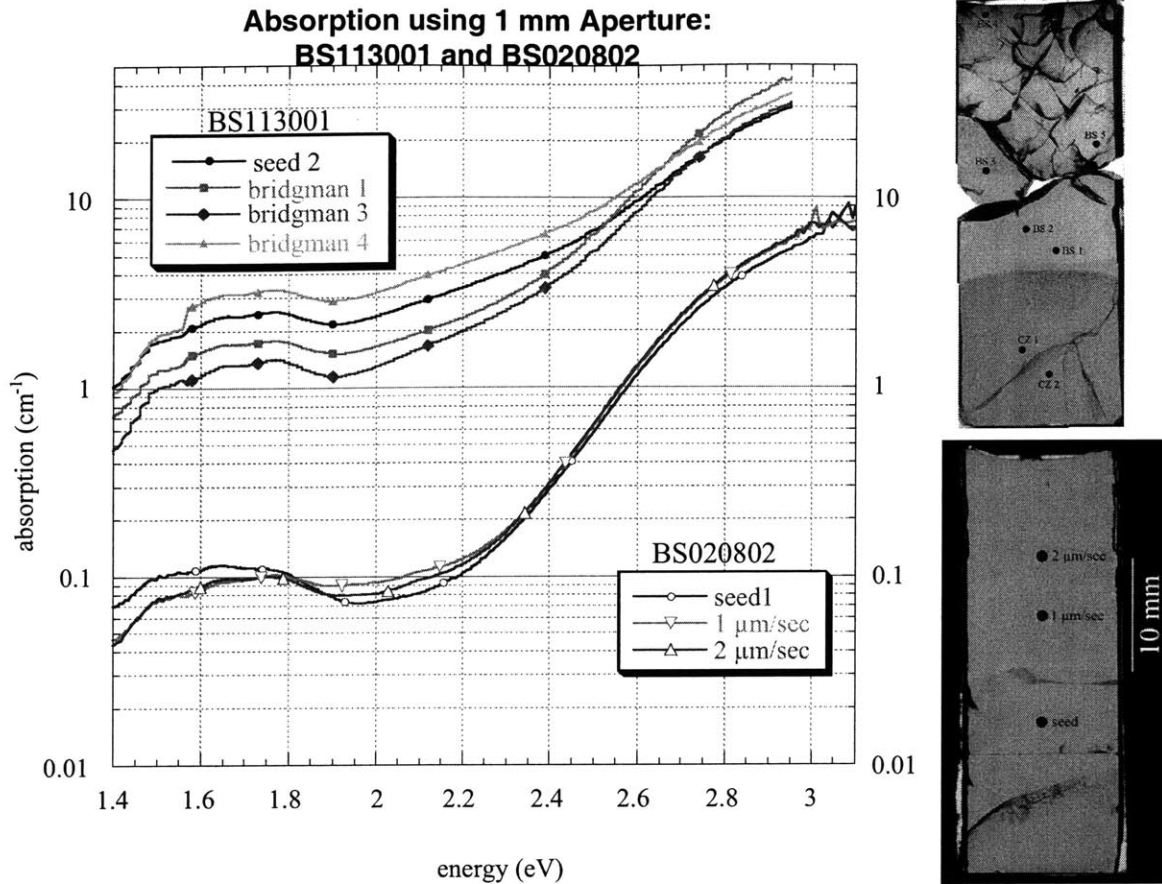 Absorption using 1 mm Aperture:
BS113001 and BS020802
BS113001
seed 2
bridgman 1
bridgman 3
bridgman 4
10
1
0.1
0.01
10
1
0.1
0.01
absorption (cm⁻¹)
BS020802
seed1
1 µm/sec
2 µm/sec
1.4
1.6
1.8
2
2.2
2.4
2.6
2.8
3
energy (eV)
BS 5
BS 3
BS 2
BS 1
CZ 1
CZ 2
2 µm/sec
1 µm/sec
seed
10 mm